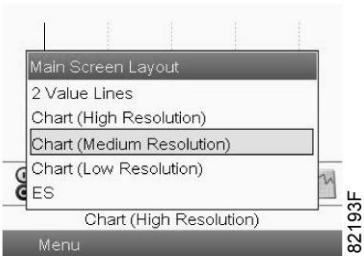 Main Screen Layout
2 Value Lines
Chart (High Resolution)
Chart (Medium Resolution)
Chart (Low Resolution)
ES
Chart (High Resolution)
Menu
82193F